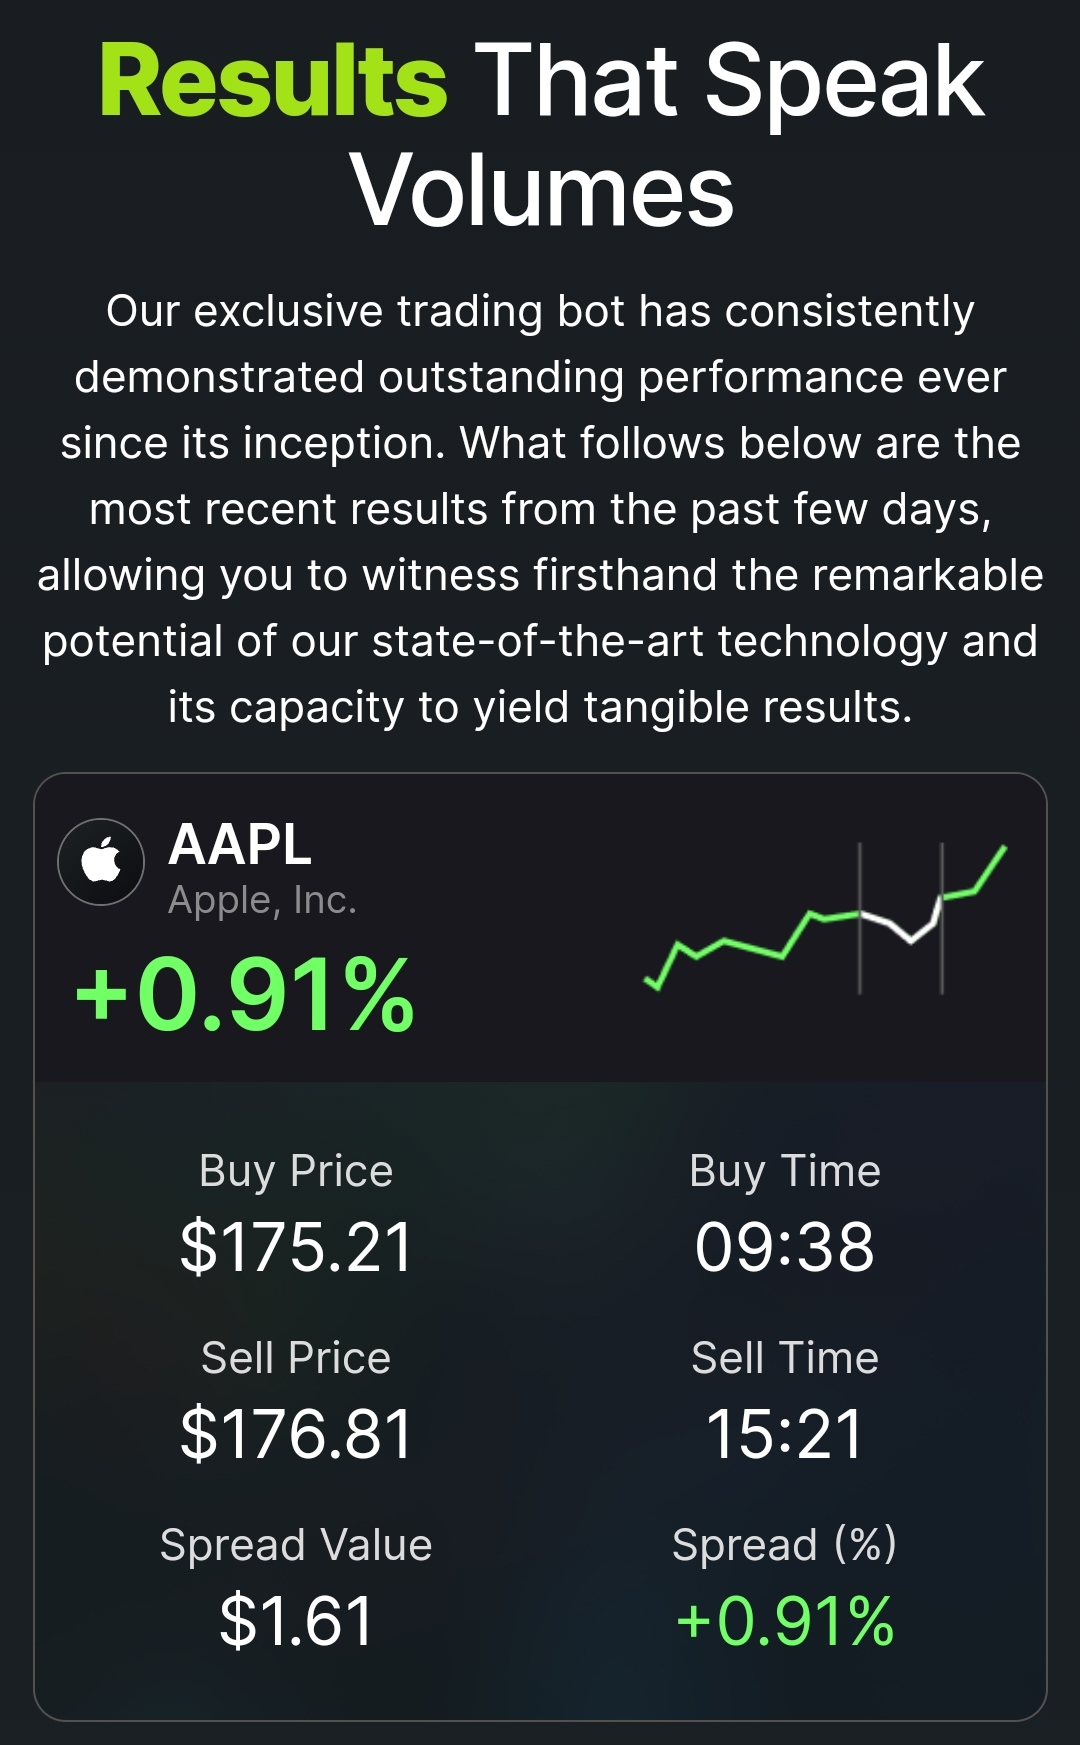 Results That Speak
Volumes
Our exclusive trading bot has consistently
demonstrated outstanding performance ever
since its inception. What follows below are the
most recent results from the past few days,
allowing you to witness firsthand the remarkable
potential of our state-of-the-art technology and
its capacity to yield tangible results.
AAPL
Apple, Inc.
+0.91%
Buy Price
Buy Time
$175.21
09:38
Sell Price
Sell Time
$176.81
15:21
Spread Value
Spread (%)
$1.61
+0.91%